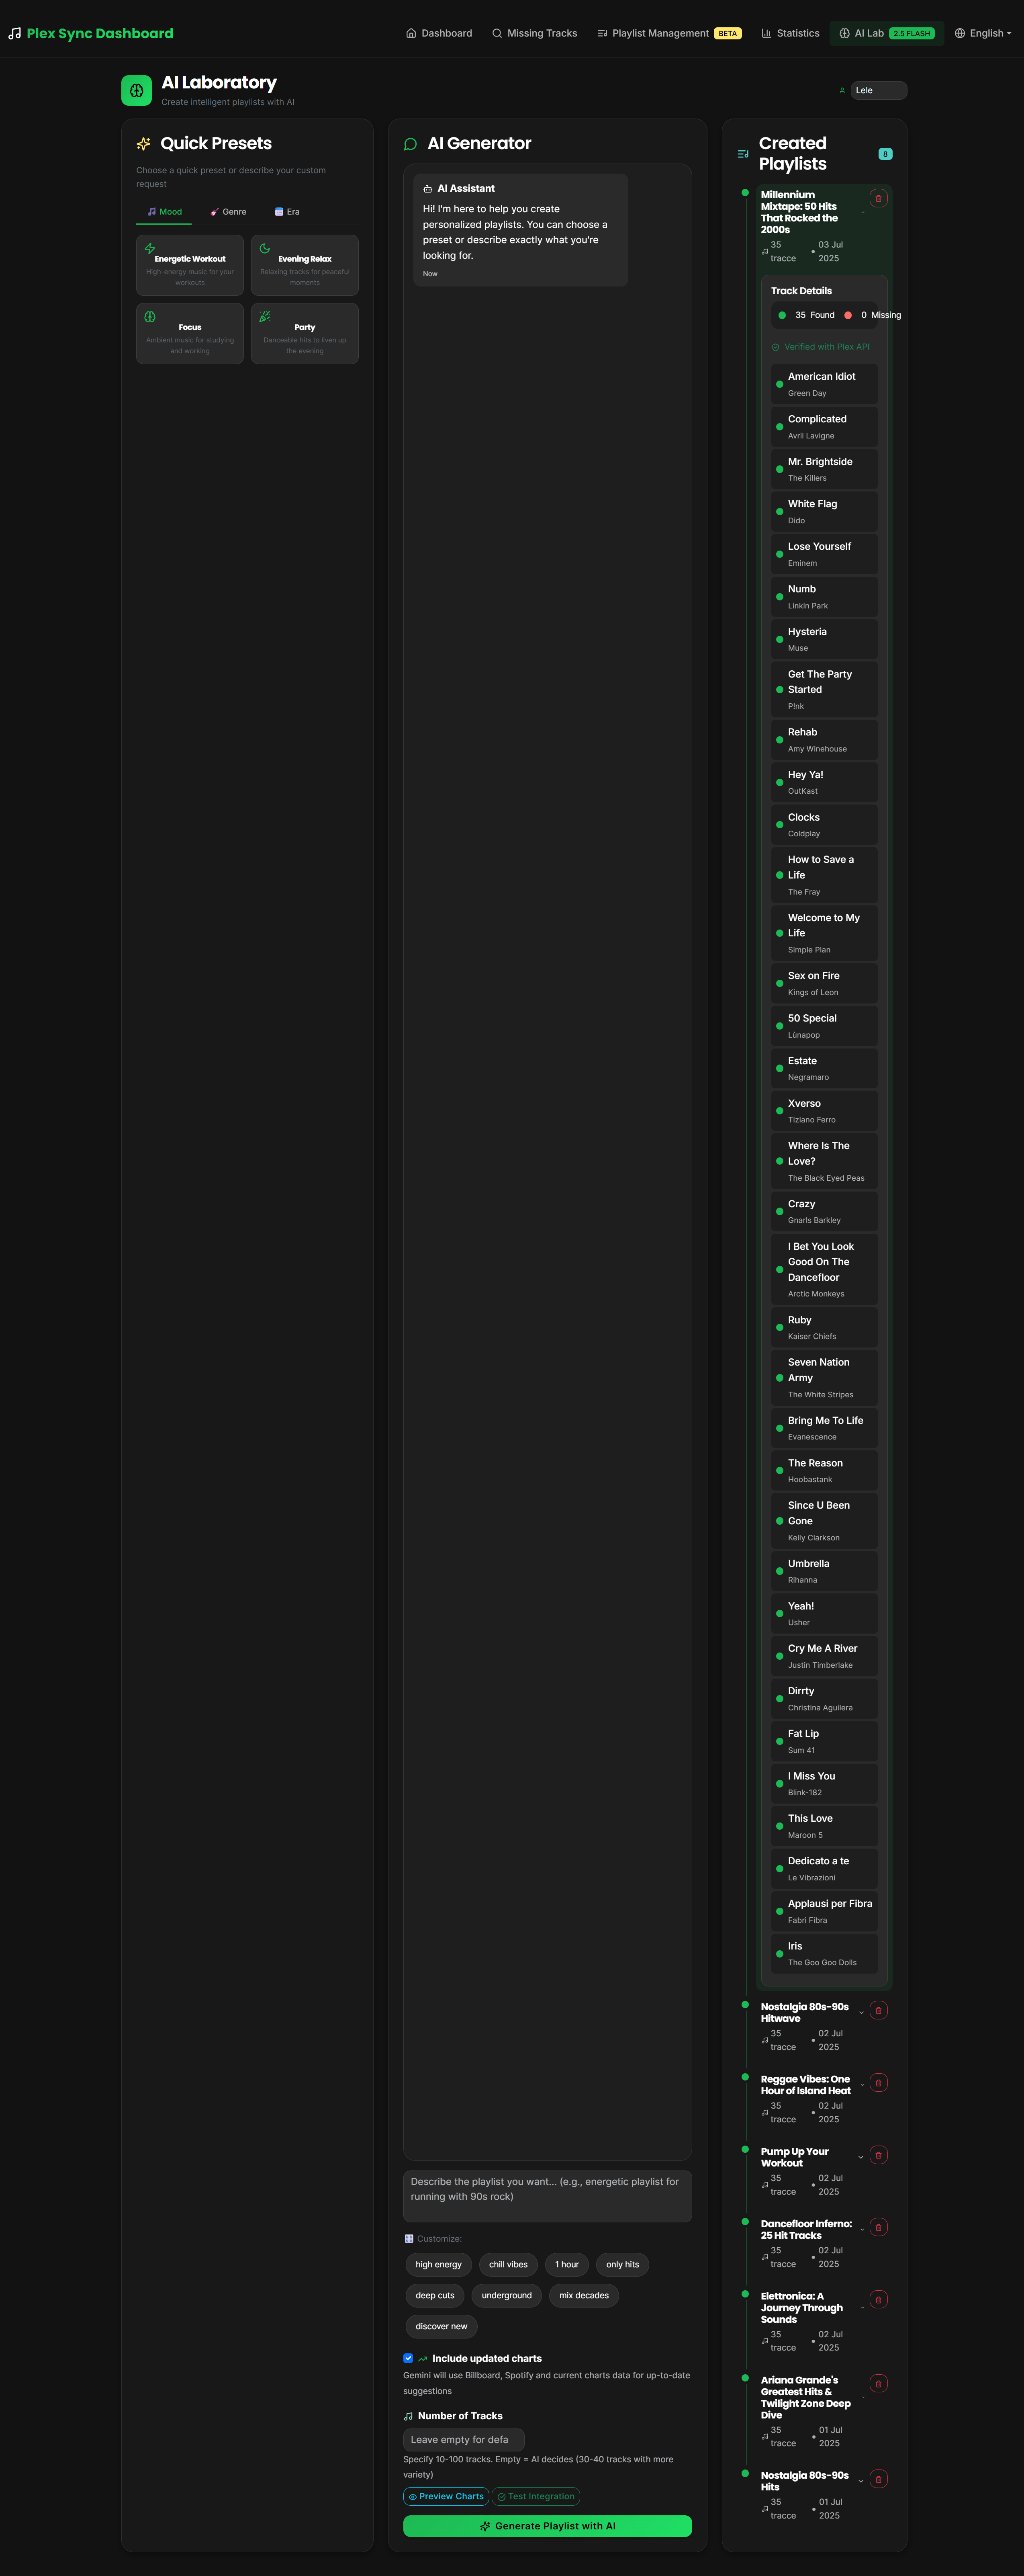 Plex Sync Dashboard
Dashboard
Missing Tracks
Playlist Management BETA
Statistics
AI Lab 2.5 FLASH
English
AI Laboratory
Create intelligent playlists with AI
Lele
Quick Presets
Choose a quick preset or describe your custom
request
Mood
Genre
Era
Energetic Workout
High-energy music for your
workouts
Evening Relax
Relaxing tracks for peaceful
moments
Focus
Ambient music for studying
and working
Party
Danceable hits to liven up
the evening
AI Generator
AI Assistant
Hi! I'm here to help you create
personalized playlists. You can choose a
preset or describe exactly what you're
looking for.
Now
Describe the playlist you want... (e.g., energetic playlist for
running with 90s rock)
Customize:
high energy
chill vibes
1 hour
only hits
deep cuts
underground
mix decades
discover new
Include updated charts
Gemini will use Billboard, Spotify and current charts data for up-to-date
suggestions
Number of Tracks
Leave empty for defa
Specify 10-100 tracks. Empty = AI decides (30-40 tracks with more
variety)
Preview Charts
Test Integration
Generate Playlist with AI
Created
Playlists
8
Millennium
Mixtape: 50 Hits
That Rocked the
2000s
35
tracce
03 Jul
2025
Track Details
35 Found
0 Missing
Verified with Plex API
American Idiot
Green Day
Complicated
Avril Lavigne
Mr. Brightside
The Killers
White Flag
Dido
Lose Yourself
Eminem
Numb
Linkin Park
Hysteria
Muse
Get The Party
Started
P!nk
Rehab
Amy Winehouse
Hey Ya!
OutKast
Clocks
Coldplay
How to Save a
Life
The Fray
Welcome to My
Life
Simple Plan
Sex on Fire
Kings of Leon
50 Special
Lùnapop
Estate
Negramaro
Xverso
Tiziano Ferro
Where Is The
Love?
The Black Eyed Peas
Crazy
Gnarls Barkley
I Bet You Look
Good On The
Dancefloor
Arctic Monkeys
Ruby
Kaiser Chiefs
Seven Nation
Army
The White Stripes
Bring Me To Life
Evanescence
The Reason
Hoobastank
Since U Been
Gone
Kelly Clarkson
Umbrella
Rihanna
Yeah!
Usher
Cry Me A River
Justin Timberlake
Dirrty
Christina Aguilera
Fat Lip
Sum 41
I Miss You
Blink-182
This Love
Maroon 5
Dedicato a te
Le Vibrazioni
Applausi per Fibra
Fabri Fibra
Iris
The Goo Goo Dolls
Nostalgia 80s-90s
Hitwave
35
tracce
02 Jul
2025
Reggae Vibes: One
Hour of Island Heat
35
tracce
02 Jul
2025
Pump Up Your
Workout
35
tracce
02 Jul
2025
Dancefloor Inferno:
25 Hit Tracks
35
tracce
02 Jul
2025
Elettronica: A
Journey Through
Sounds
35
tracce
02 Jul
2025
Ariana Grande's
Greatest Hits &
Twilight Zone Deep
Dive
35
tracce
01 Jul
2025
Nostalgia 80s-90s
Hits
35
tracce
01 Jul
2025